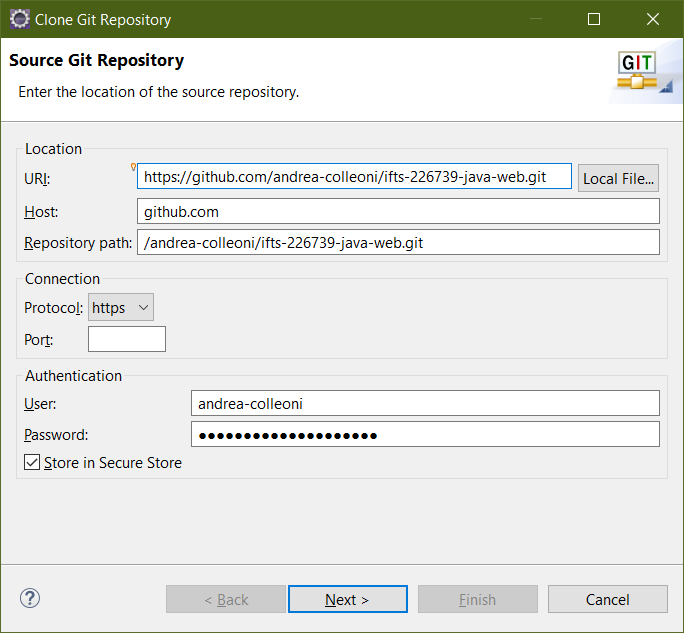 Clone Git Repository
Source Git Repository
Enter the location of the source repository.
GIT
Location
URI: https://github.com/andrea-colleoni/ifts-226739-java-web.git Local File...
Host: github.com
Repository path: /andrea-colleoni/ifts-226739-java-web.git
Connection
Protocol: https
Port:
Authentication
User: andrea-colleoni
Password: ●●●●●●●●●●●●●●●●●●●●
Store in Secure Store
? < Back Next > Finish Cancel